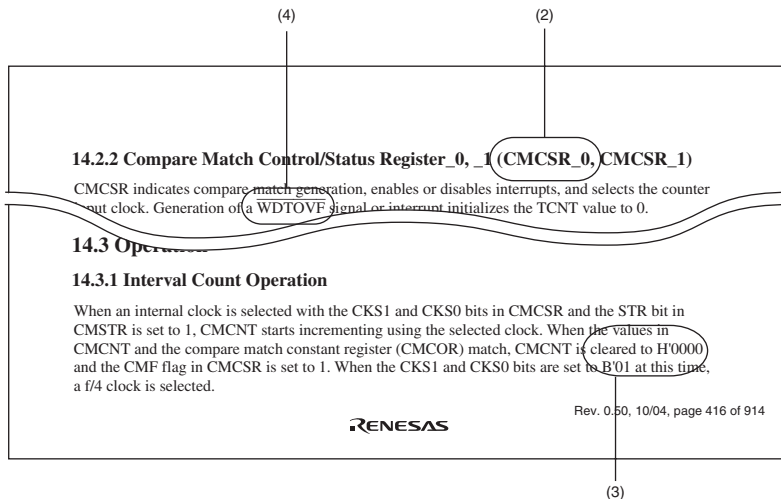 (4)
(2)
14.2.2 Compare Match Control/Status Register_0, _1 (CMCSR_0, CMCSR_1)
CMCSR indicates compare match generation, enables or disables interrupts, and selects the counter
input clock. Generation of a WDTOVF signal or interrupt initializes the TCNT value to 0.
14.3 Operation
14.3.1 Interval Count Operation
When an internal clock is selected with the CKS1 and CKS0 bits in CMCSR and the STR bit in
CMSTR is set to 1, CMCNT starts incrementing using the selected clock. When the values in
CMCNT and the compare match constant register (CMCOR) match, CMCNT is cleared to H'0000
and the CMF flag in CMCSR is set to 1. When the CKS1 and CKS0 bits are set to B'01 at this time,
a f/4 clock is selected.
Rev. 0.50, 10/04, page 416 of 914
RENESAS
(3)